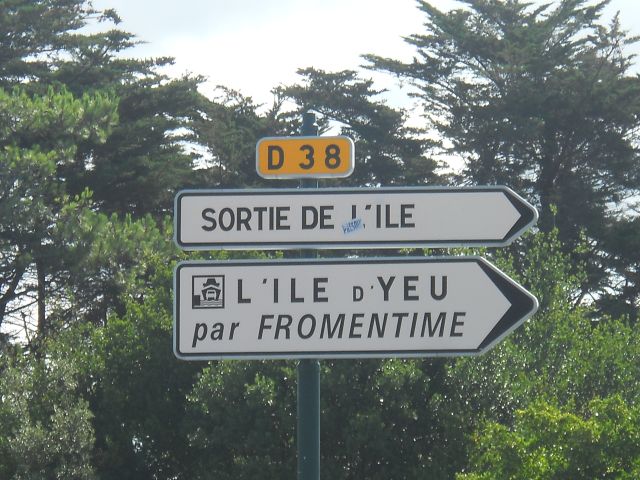 D 38
SORTIE DE L'ILE
L'ILE D'YEU
par FROMENTIME